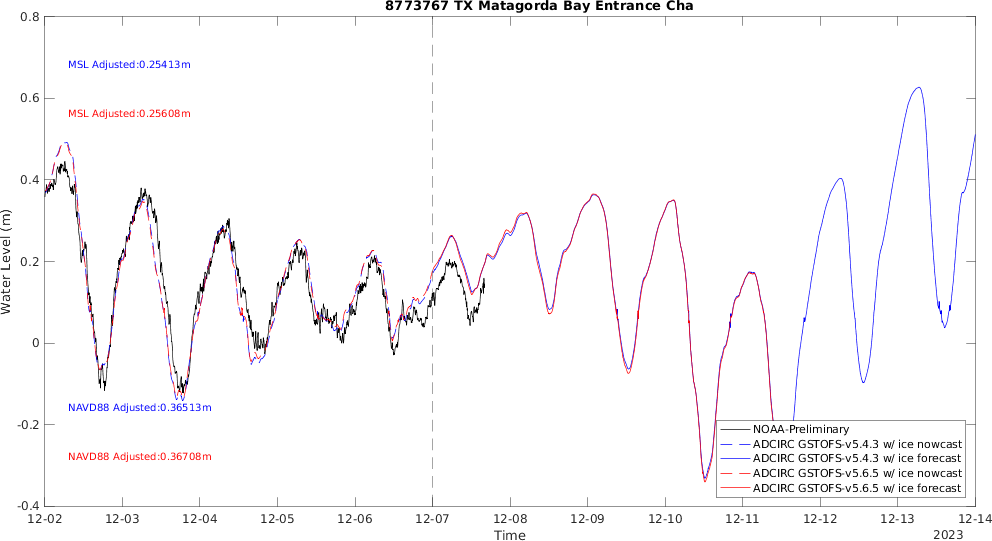 8773767 TX Matagorda Bay Entrance Cha
0.8
0.6
0.4
0.2
0
-0.2
-0.4
Water Level (m)
MSL Adjusted:0.25413m
MSL Adjusted:0.25608m
NAVD88 Adjusted:0.36513m
NAVD88 Adjusted:0.36708m
NOAA-Preliminary
ADCIRC GSTOFS-v5.4.3 w/ ice nowcast
ADCIRC GSTOFS-v5.4.3 w/ ice forecast
ADCIRC GSTOFS-v5.6.5 w/ ice nowcast
ADCIRC GSTOFS-v5.6.5 w/ ice forecast
12-02 12-03 12-04 12-05 12-06 12-07 12-08 12-09 12-10 12-11 12-12 12-13 12-14
Time
2023